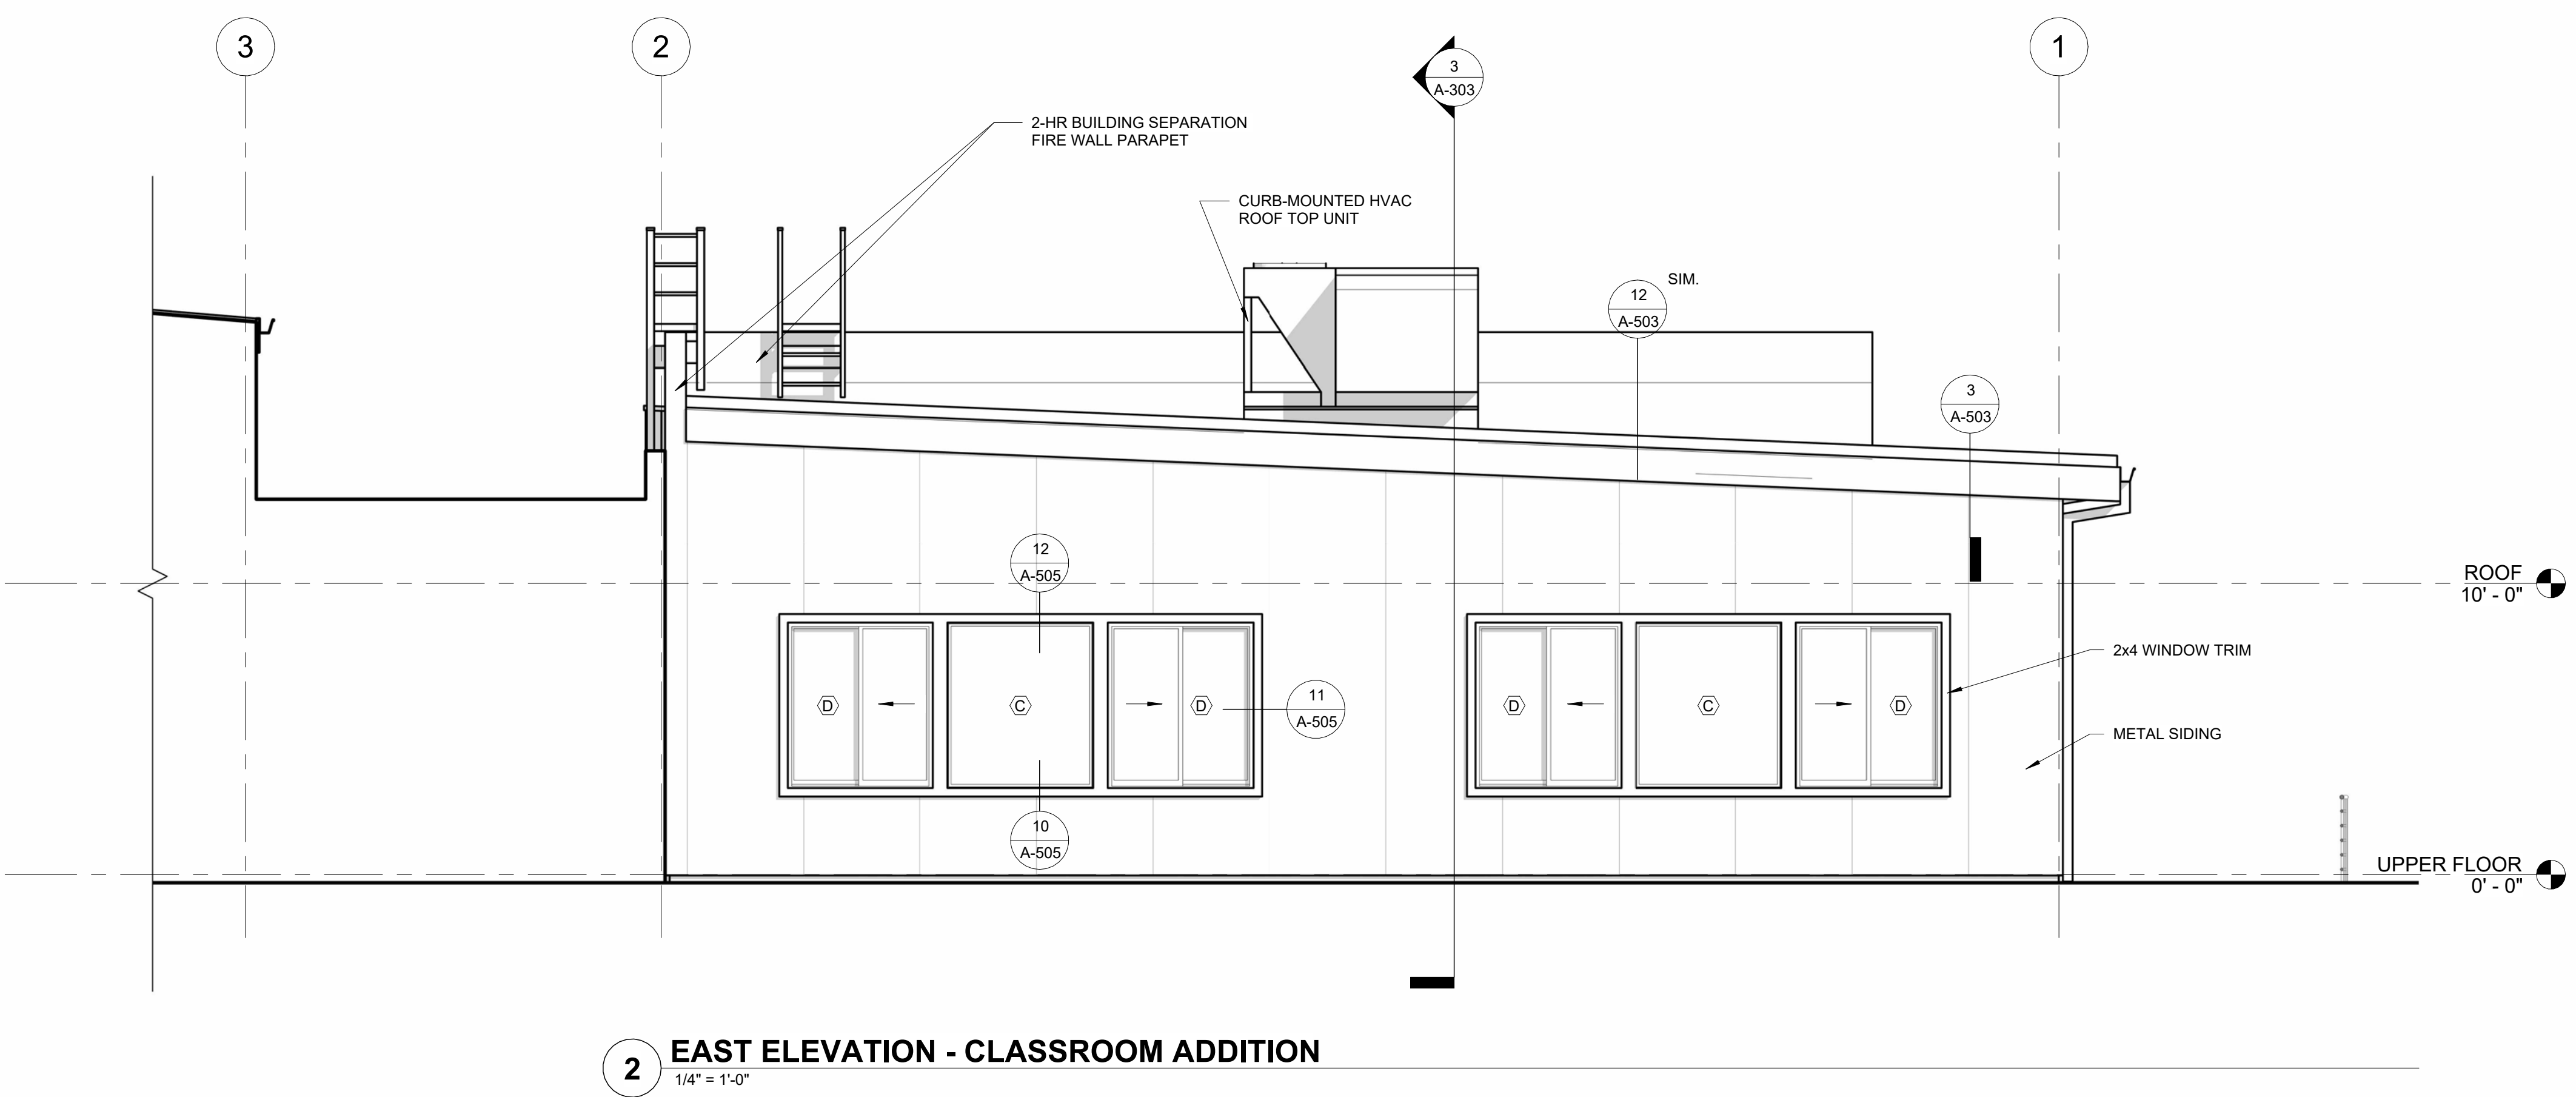 3
2
1
3
A-303
2-HR BUILDING SEPARATION
FIRE WALL PARAPET
CURB-MOUNTED HVAC
ROOF TOP UNIT
SIM.
12
A-503
3
A-503
12
A-505
ROOF
10' - 0"
2x4 WINDOW TRIM
D
C
D
11
A-505
D
C
D
METAL SIDING
10
A-505
UPPER FLOOR
0' - 0"
2
EAST ELEVATION - CLASSROOM ADDITION
1/4" = 1'-0"